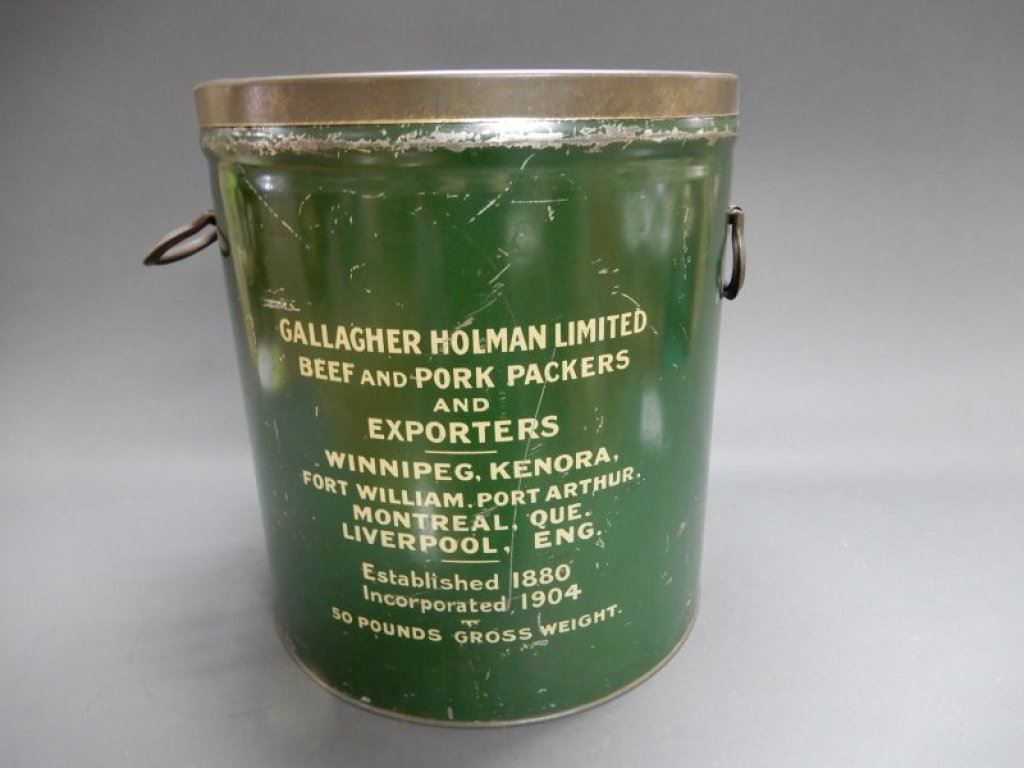 GALLAGHER HOLMAN LIMITED
BEEF AND PORK PACKERS
AND
EXPORTERS
WINNIPEG, KENORA,
FORT WILLIAM. PORT ARTHUR.
MONTREAL, QUE.
LIVERPOOL, ENG.
Established 1880
Incorporated 1904
50 POUNDS GROSS WEIGHT.